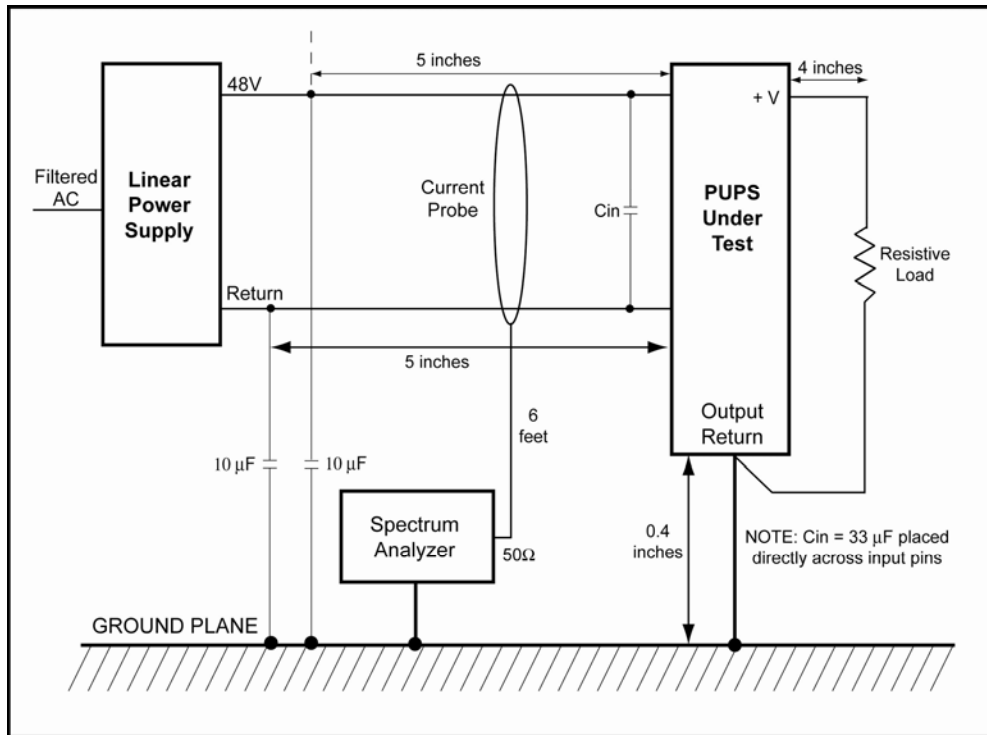 5 inches
4 inches
48V
+ V
Filtered
AC
Linear
Power
Supply
Current
Probe
Cin
PUPS
Under
Test
Resistive
Load
Return
5 inches
Output
Return
6
feet
10 μF
10 μF
Spectrum
Analyzer
50Ω
0.4
inches
NOTE: Cin = 33 μF placed
directly across input pins
GROUND PLANE